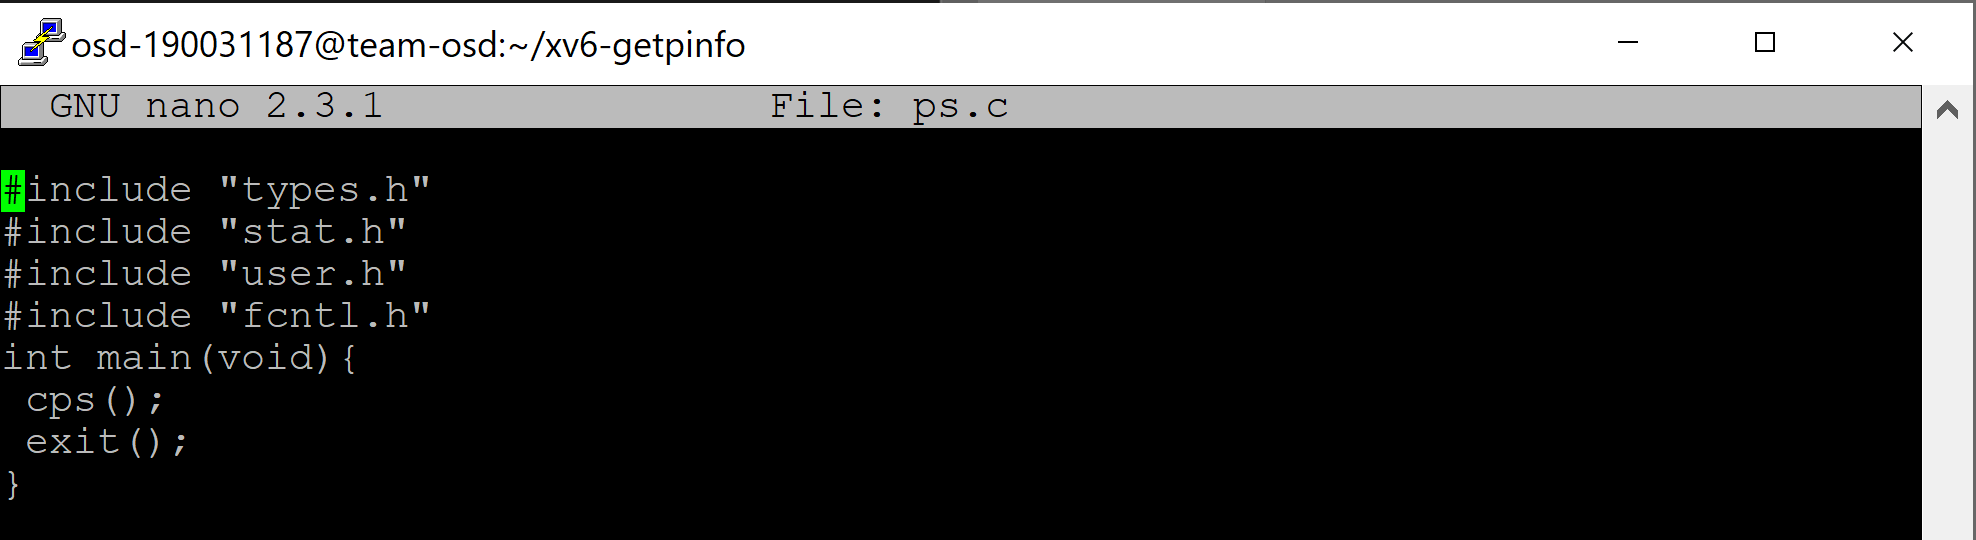 osd-190031187@team-osd:~/xv6-getpinfo
GNU nano 2.3.1 File: ps.c
#include "types.h"
#include "stat.h"
#include "user.h"
#include "fcntl.h"
int main(void){
 cps();
 exit();
}